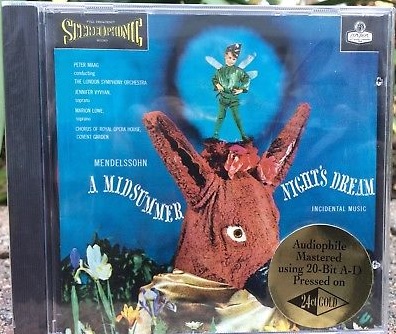 FULL FREQUENCY
STEREOPHONIC
SOUND
LONDON
PETER MAAG
conducting
THE LONDON SYMPHONY ORCHESTRA
JENNIFER VYVYAN,
soprano
MARION LOWE,
soprano
CHORUS OF ROYAL OPERA HOUSE,
COVENT GARDEN
MENDELSSOHN
A MIDSUMMER NIGHT'S DREAM
INCIDENTAL MUSIC
Audiophile
Mastered
using 20-Bit A-D
Pressed on
24ct GOLD